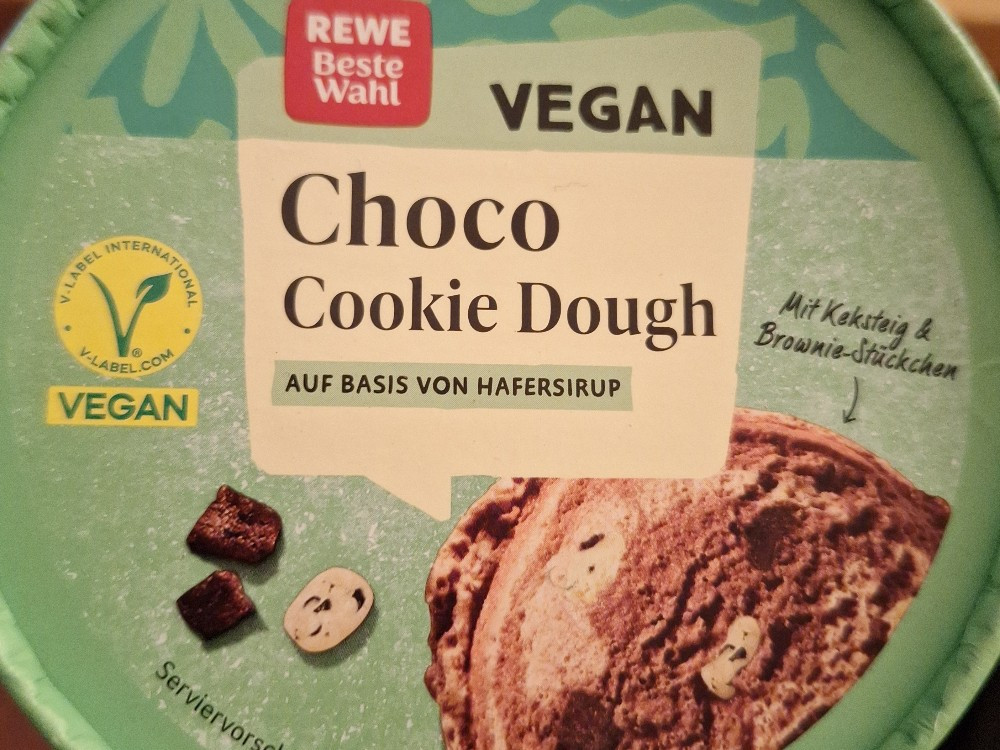 REWE
Beste
Wahl
VEGAN
Choco
Cookie Dough
AUF BASIS VON HAFERSIRUP
V-LABEL INTERNATIONAL
®
V-LABEL.COM
VEGAN
Mit Keksteig &
Brownie-Stückchen